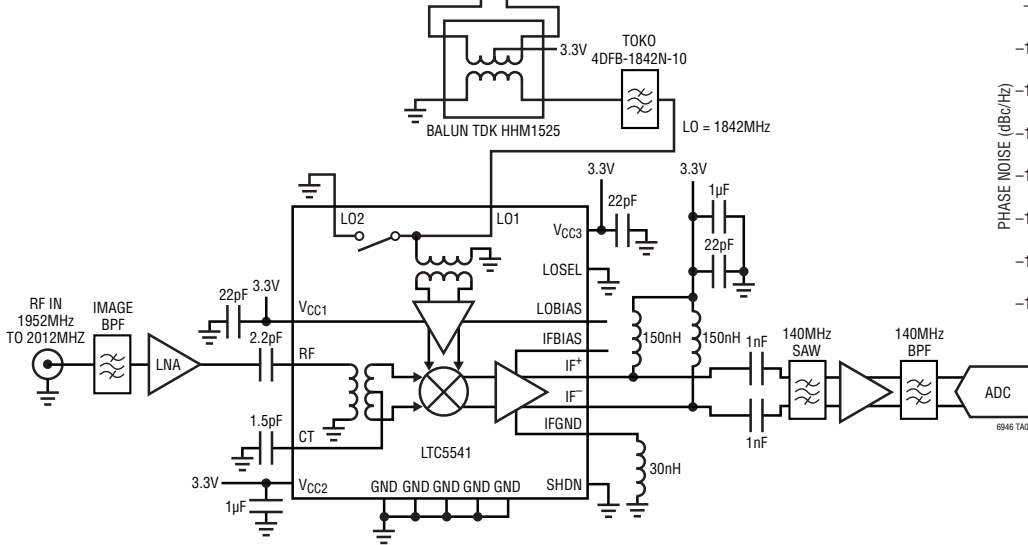 3.3V
TOKO
4DFB-1842N-10
BALUN TDK HHM1525
LO = 1842MHz
PHASE NOISE (dBc/Hz)
3.3V
3.3V
22pF
1µF
22pF
LO2
LO1
VCC3
LOSEL
LOBIAS
IFBIAS
IF+
IF–
IFGND
SHDN
RF IN
1952MHz
TO 2012MHZ
IMAGE
BPF
LNA
22pF
3.3V
VCC1
2.2pF
RF
1.5pF
CT
LTC5541
3.3V
VCC2
1µF
GND GND GND GND GND
150nH
150nH
1nF
1nF
30nH
140MHz
SAW
140MHz
BPF
ADC